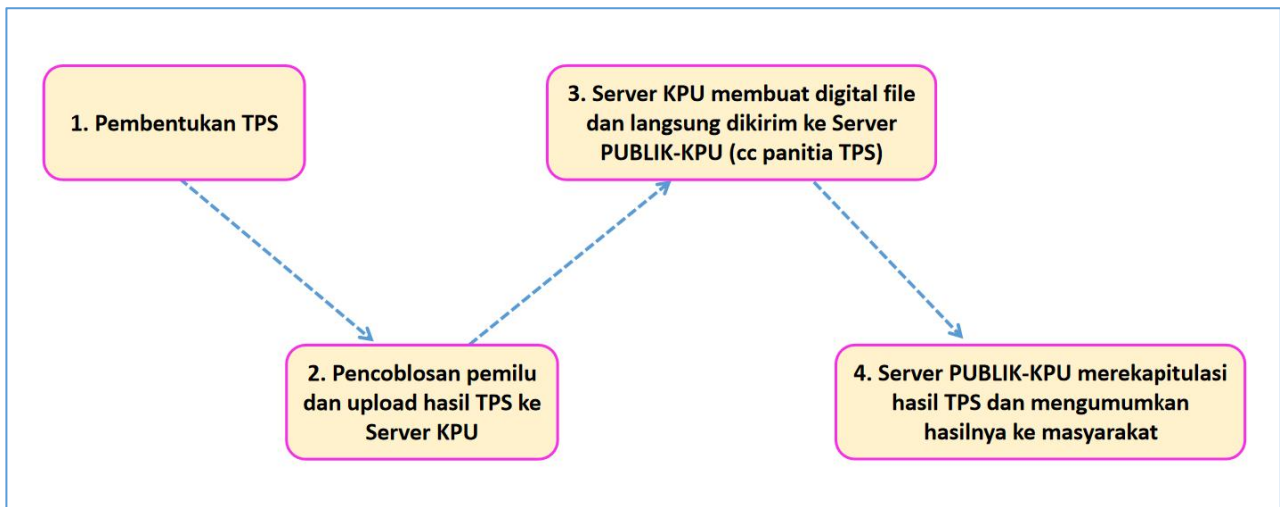 1. Pembentukan TPS
2. Pencoblosan pemilu
dan upload hasil TPS ke
Server KPU
3. Server KPU membuat digital file
dan langsung dikirim ke Server
PUBLIK-KPU (cc panitia TPS)
4. Server PUBLIK-KPU merekapitulasi
hasil TPS dan mengumumkan
hasilnya ke masyarakat